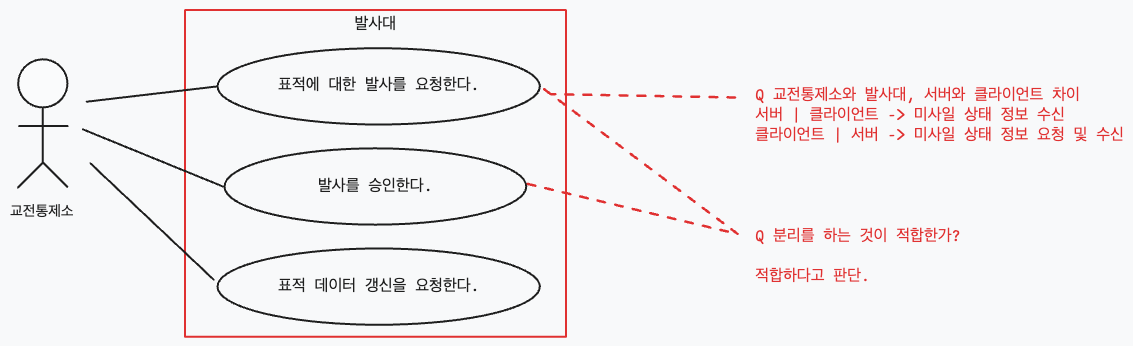 발사대
표적에 대한 발사를 요청한다.
발사를 승인한다.
표적 데이터 갱신을 요청한다.
교전통제소
Q 교전통제소와 발사대, 서버와 클라이언트 차이
서버 | 클라이언트 -> 미사일 상태 정보 수신
클라이언트 | 서버 -> 미사일 상태 정보 요청 및 수신
Q 분리를 하는 것이 적합한가?
적합하다고 판단.